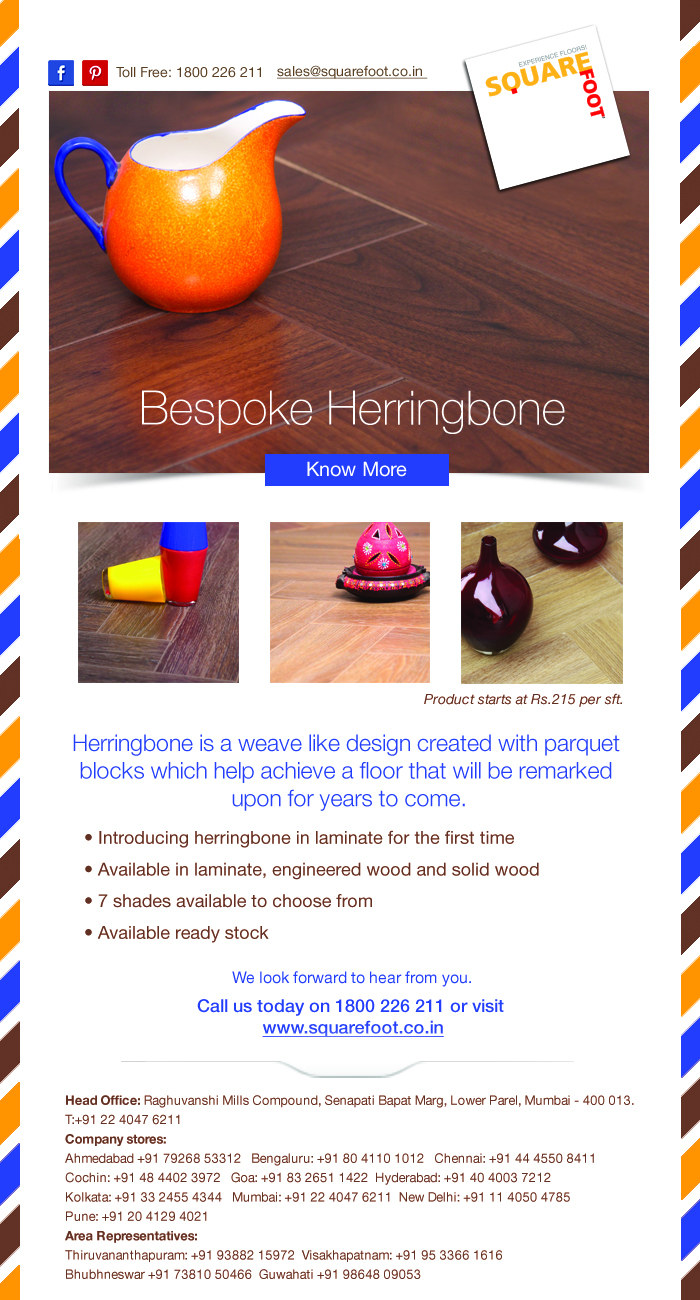 Toll Free: 1800 226 211 sales@squarefoot.co.in
EXPERIENCE FLOORS!
SQUARE
FOOT
Bespoke Herringbone
Know More
Product starts at Rs.215 per sft.
Herringbone is a weave like design created with parquet
blocks which help achieve a floor that will be remarked
upon for years to come.
• Introducing herringbone in laminate for the first time
• Available in laminate, engineered wood and solid wood
• 7 shades available to choose from
• Available ready stock
We look forward to hear from you.
Call us today on 1800 226 211 or visit
www.squarefoot.co.in
Head Office: Raghuvanshi Mills Compound, Senapati Bapat Marg, Lower Parel, Mumbai - 400 013.
T:+91 22 4047 6211
Company stores:
Ahmedabad +91 79268 53312 Bengaluru: +91 80 4110 1012 Chennai: +91 44 4550 8411
Cochin: +91 48 4402 3972 Goa: +91 83 2651 1422 Hyderabad: +91 40 4003 7212
Kolkata: +91 33 2455 4344 Mumbai: +91 22 4047 6211 New Delhi: +91 11 4050 4785
Pune: +91 20 4129 4021
Area Representatives:
Thiruvananthapuram: +91 93882 15972 Visakhapatnam: +91 95 3366 1616
Bhubhneswar +91 73810 50466 Guwahati +91 98648 09053